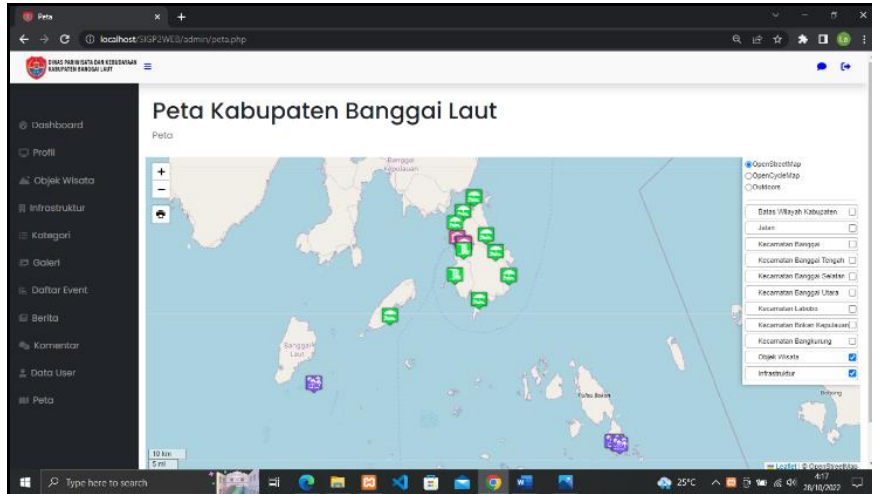 Peta
localhost/SIGP2WEB/admin/peta.php
DINAS PARIWISATA DAN KEBUDAYAAN
KABUPATEN BANGGAI LAUT
Dashboard
Profil
Objek Wisata
Infrastruktur
Kategori
Galeri
Daftar Event
Berita
Komentar
Data User
Peta
Peta Kabupaten Banggai Laut
Peta
+
−
Banggai
Kepulauan
Banggai
Laut
10 km
5 mi
OpenStreetMap
OpenCycleMap
Outdoors
Batas Wilayah Kabupaten
Jalan
Kecamatan Banggai
Kecamatan Banggai Tengah
Kecamatan Banggai Selatan
Kecamatan Banggai Utara
Kecamatan Labobo
Kecamatan Bokan Kepulauan
Kecamatan Bangkurung
Objek Wisata
Infrastruktur
Leaflet | © OpenStreetMap
Type here to search
25°C
4:17
28/10/2022